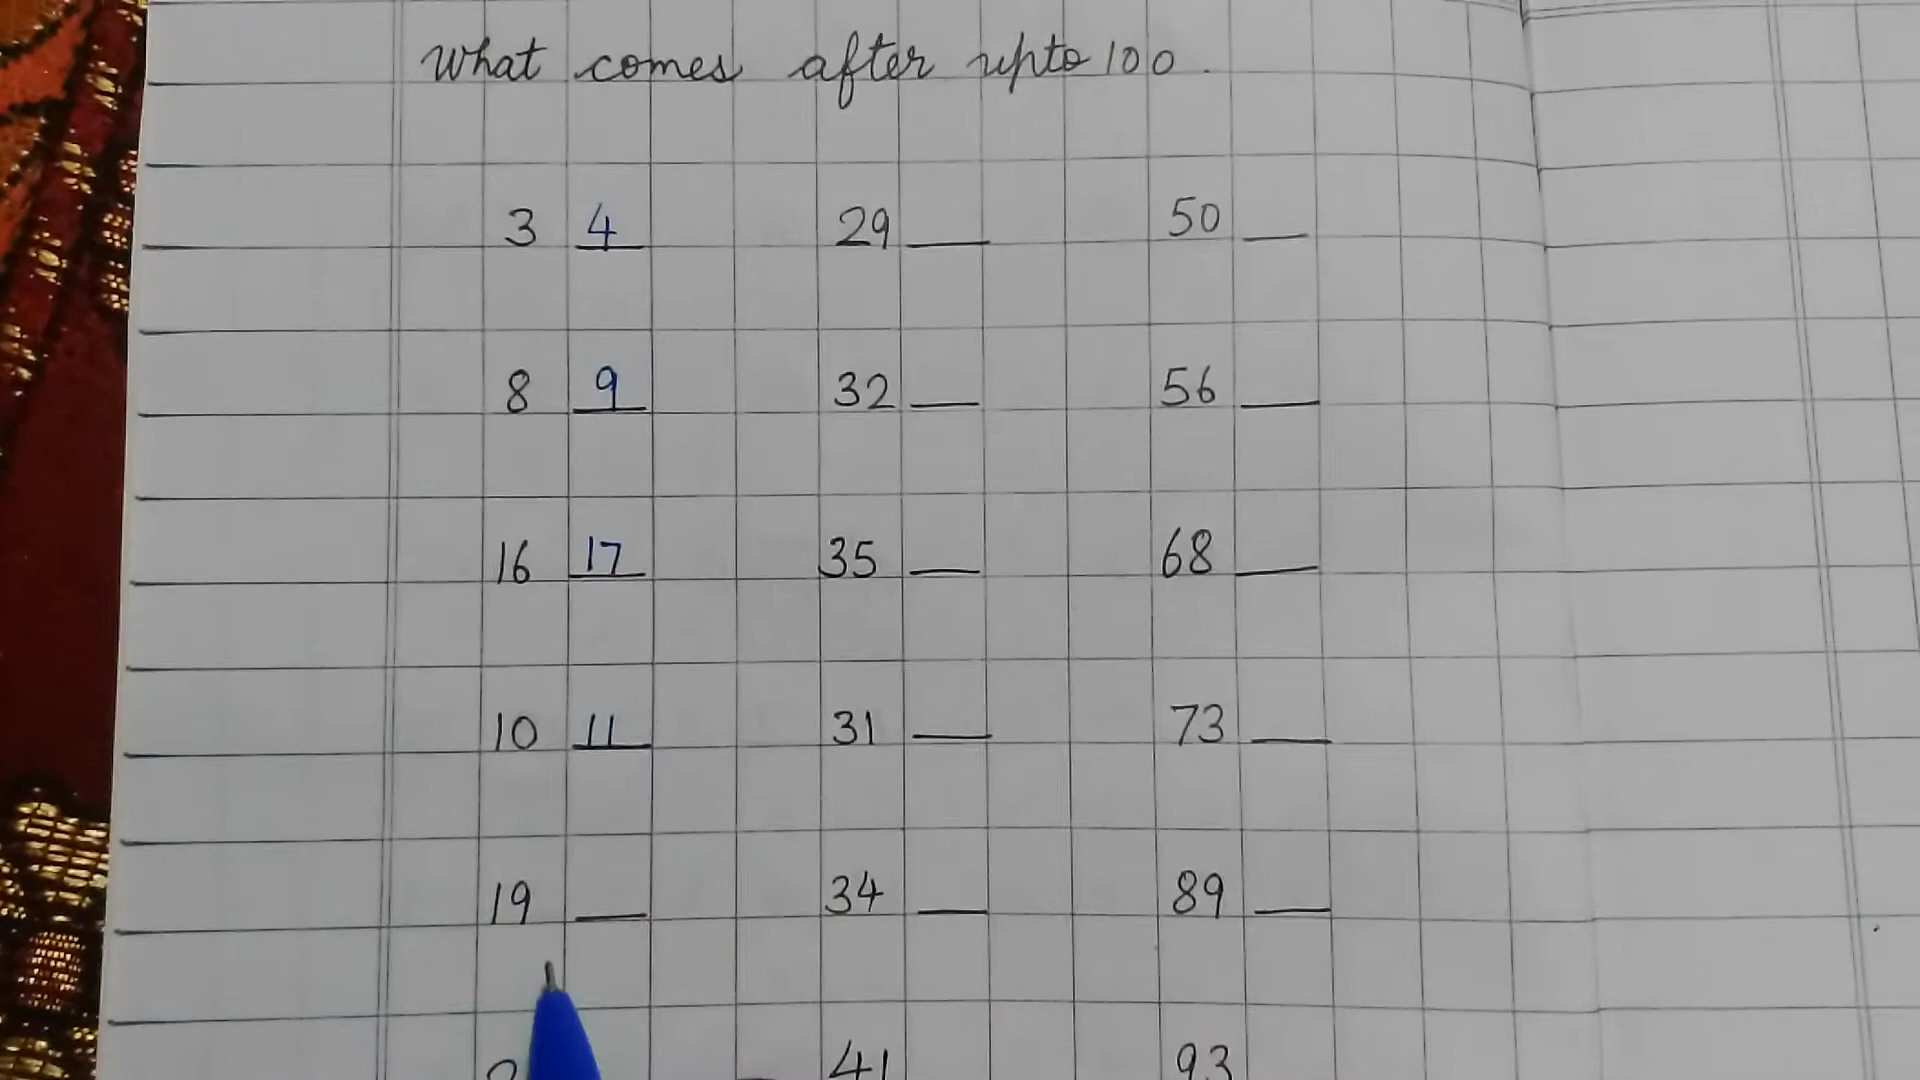 What comes after upto 100.
3 4 29 __ 50 __
8 9 32 __ 56 __
16 17 35 __ 68 __
10 11 31 __ 73 __
19 __ 34 __ 89 __
41 93